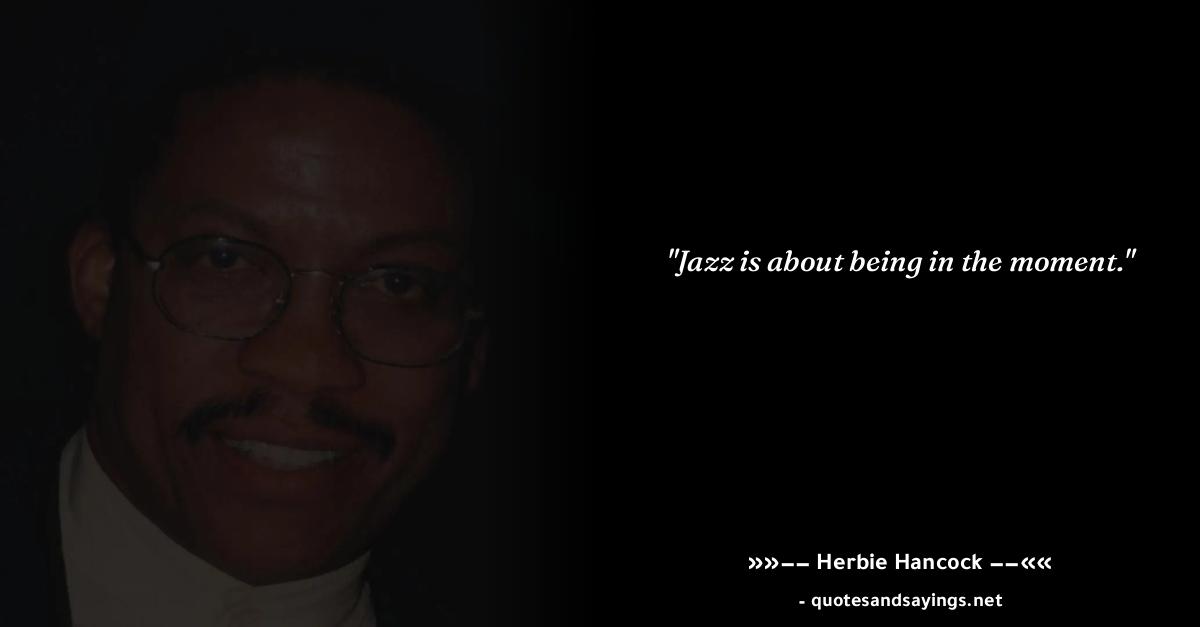 "Jazz is about being in the moment."
»»−− Herbie Hancock −−««
- quotesandsayings.net